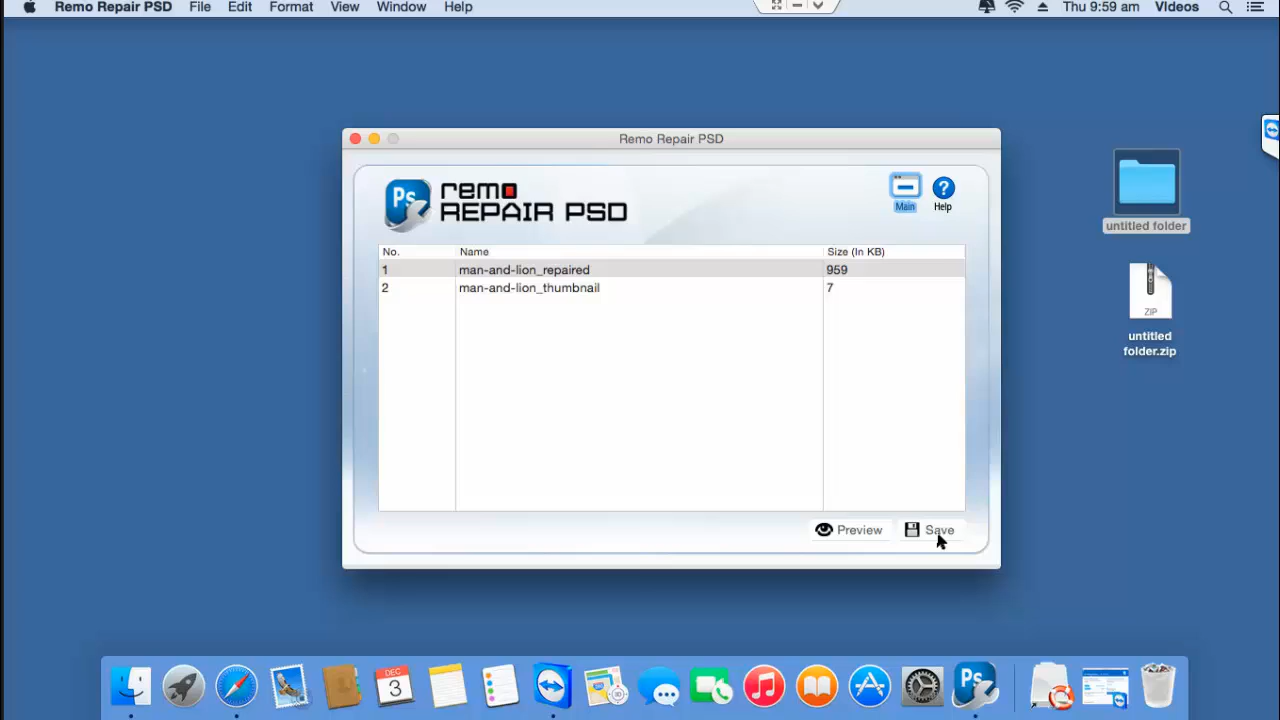 Remo Repair PSD File Edit Format View Window Help Thu 9:59 am Videos
Remo Repair PSD
Ps remo
REPAIR PSD
Main Help
No. Name Size (In KB)
1 man-and-lion_repaired 959
2 man-and-lion_thumbnail 7
Preview Save
untitled folder
ZIP
untitled
folder.zip
DEC
3
Ps